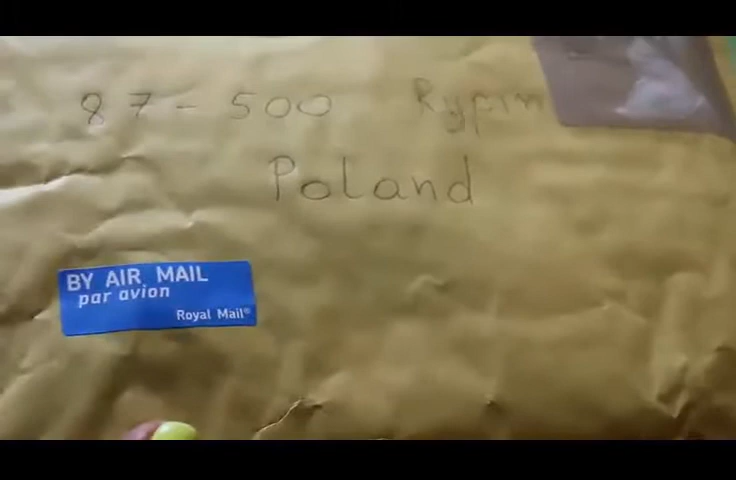 87-500 Rypin
Poland
BY AIR MAIL
par avion
Royal Mail®